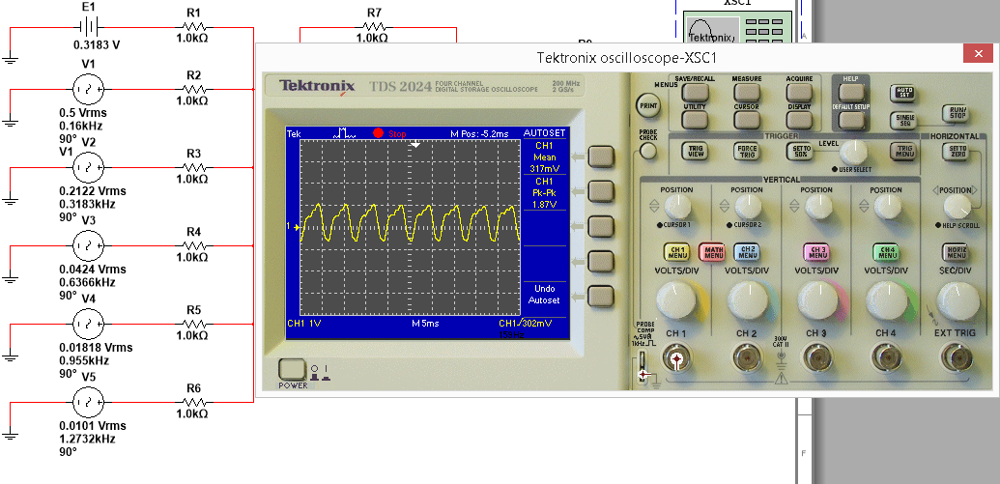 E1
R1
1.0kΩ
0.3183 V
R7
1.0kΩ
XSC1
Tektronix
A
V1
R2
1.0kΩ
0.5 Vrms
0.16kHz
90°
V2
V1
R3
1.0kΩ
0.2122 Vrms
0.3183kHz
90°
V3
R4
1.0kΩ
0.0424 Vrms
0.6366kHz
90°
V4
R5
1.0kΩ
0.01818 Vrms
0.955kHz
90°
V5
R6
1.0kΩ
0.0101 Vrms
1.2732kHz
90°
F
Tektronix oscilloscope-XSC1
Tektronix TDS 2024 FOUR CHANNEL DIGITAL STORAGE OSCILLOSCOPE
200 MHz
2 GS/s
Tek
Stop
M Pos:-5.2ms
AUTOSET
CH1
Mean
317mV
CH1
Pk-Pk
1.87V
1
Undo
Autoset
CH1 1V
M5ms
CH1/302mV
POWER
MENUS
SAVE/RECALL
MEASURE
ACQUIRE
HELP
AUTO SET
PRINT
UTILITY
CURSOR
DISPLAY
DEFAULT SETUP
SINGLE SEQ
RUN/STOP
PROBE CHECK
TRIGGER
HORIZONTAL
TRIG VIEW
FORCE TRIG
SET TO 50%
LEVEL
USER SELECT
TRIG MENU
SET TO ZERO
VERTICAL
POSITION
POSITION
POSITION
POSITION
POSITION
CURSOR 1
CURSOR 2
HELP SCROLL
CH 1 MENU
MATH MENU
CH 2 MENU
CH 3 MENU
CH 4 MENU
HORIZ MENU
VOLTS/DIV
VOLTS/DIV
VOLTS/DIV
VOLTS/DIV
SEC/DIV
PROBE COMP
~5V
1kHz
CH 1
CH 2
300V CAT II
CH 3
CH 4
EXT TRIG